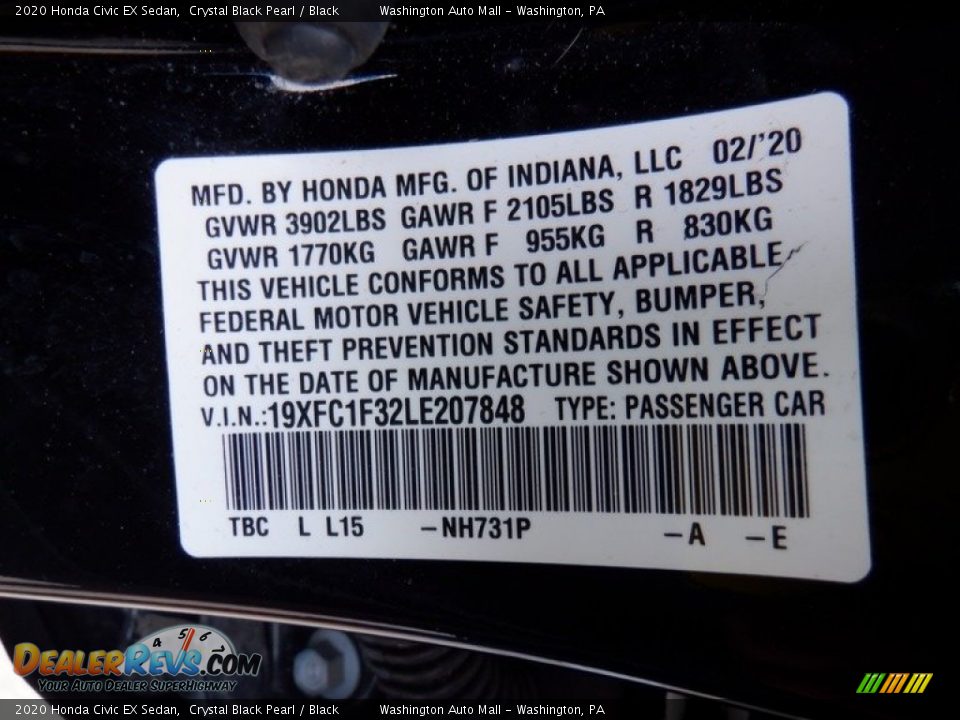 2020 Honda Civic EX Sedan,  Crystal Black Pearl / Black        Washington Auto Mall - Washington, PA
MFD. BY HONDA MFG. OF INDIANA, LLC  02/'20
GVWR 3902LBS GAWR F 2105LBS R 1829LBS
GVWR 1770KG GAWR F 955KG R 830KG
THIS VEHICLE CONFORMS TO ALL APPLICABLE
FEDERAL MOTOR VEHICLE SAFETY, BUMPER,
AND THEFT PREVENTION STANDARDS IN EFFECT
ON THE DATE OF MANUFACTURE SHOWN ABOVE.
V.I.N.:19XFC1F32LE207848 TYPE: PASSENGER CAR
TBC L L15 -NH731P -A -E
4 5 6
DealerRevs.com
Your Auto Dealer SuperHighway
2020 Honda Civic EX Sedan,  Crystal Black Pearl / Black        Washington Auto Mall - Washington, PA